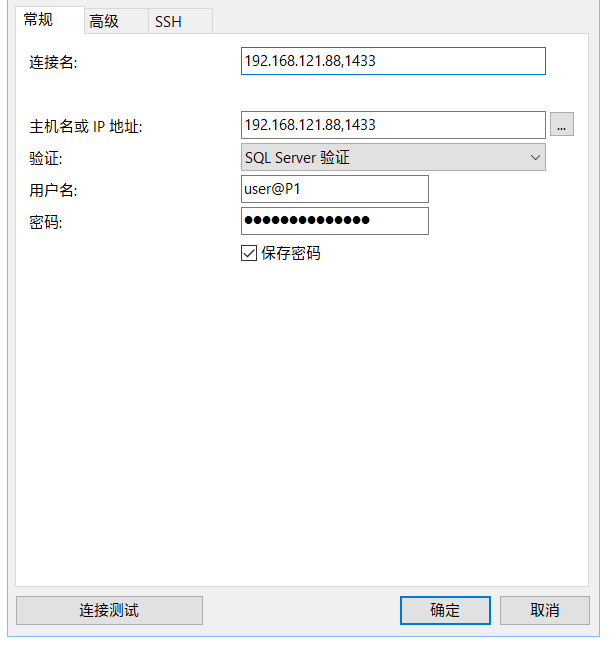 常规 高级 SSH
连接名: 192.168.121.88,1433
主机名或 IP 地址: 192.168.121.88,1433 ...
验证: SQL Server 验证
用户名: user@P1
密码: ●●●●●●●●●●●●●●
保存密码
连接测试 确定 取消